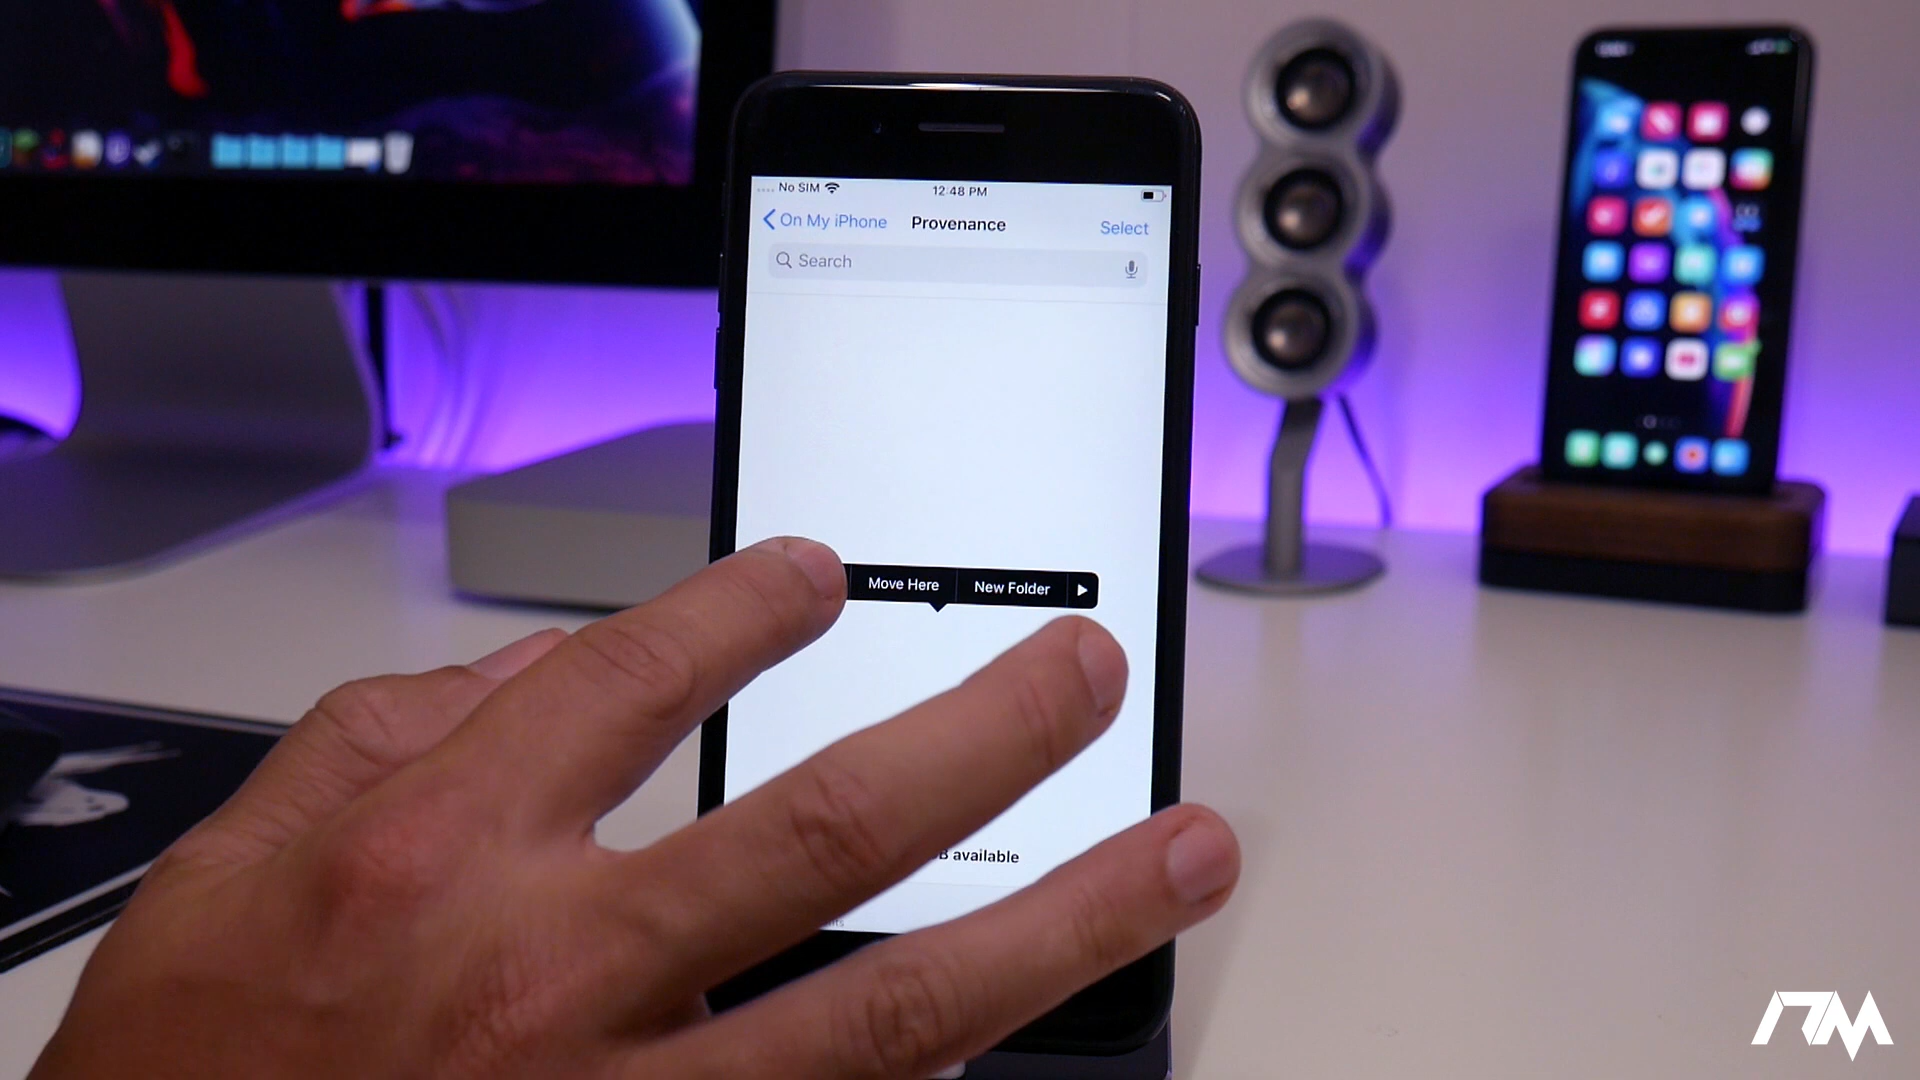 No SIM 12:48 PM
On My iPhone Provenance Select
Search
Move Here New Folder
available